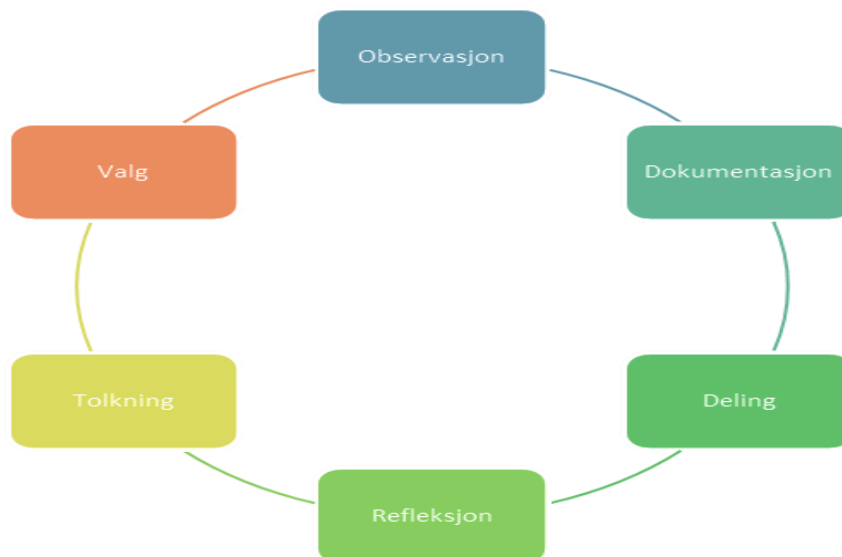 Observasjon
Dokumentasjon
Deling
Refleksjon
Tolkning
Valg